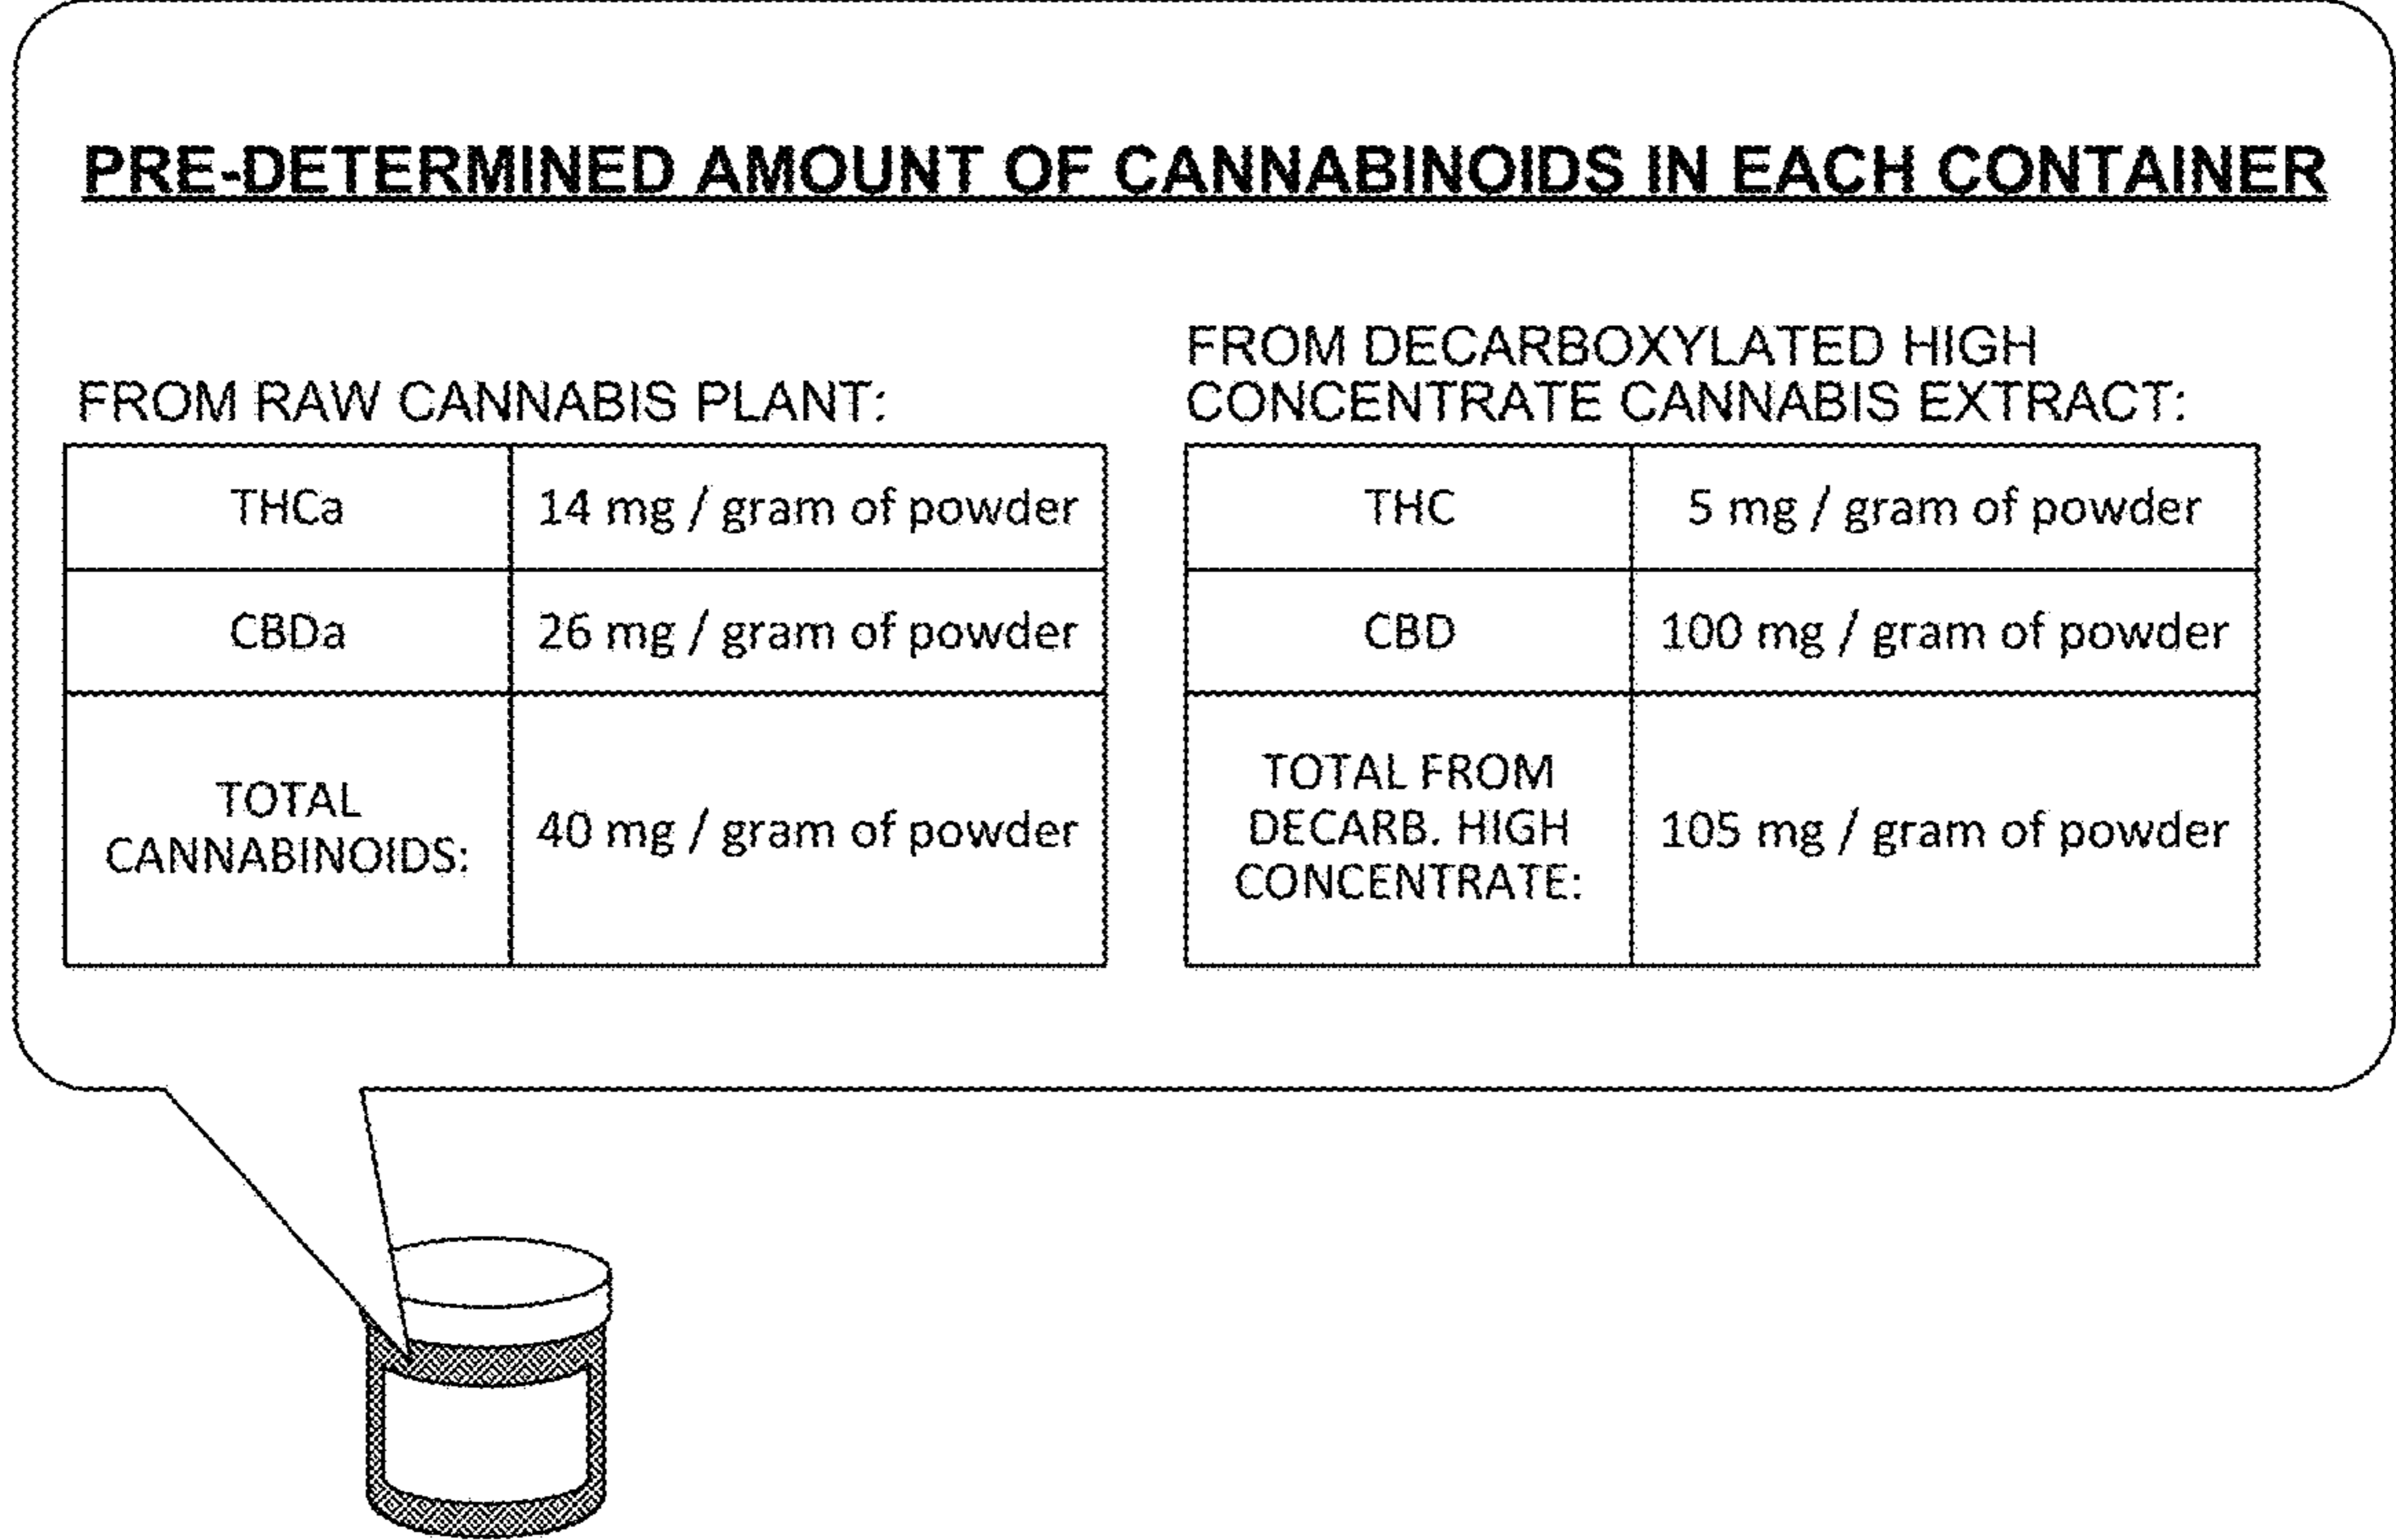 PRE-DETERMINED AMOUNT OF CANNABINOIDS IN EACH CONTAINER
FROM RAW CANNABIS PLANT:
THCa 14 mg / gram of powder
CBDa 26 mg / gram of powder
TOTAL
CANNABINOIDS:
40 mg / gram of powder
FROM DECARBOXYLATED HIGH
CONCENTRATE CANNABIS EXTRACT:
THC 5 mg / gram of powder
CBD 100 mg / gram of powder
TOTAL FROM
DECARB. HIGH
CONCENTRATE:
105 mg / gram of powder